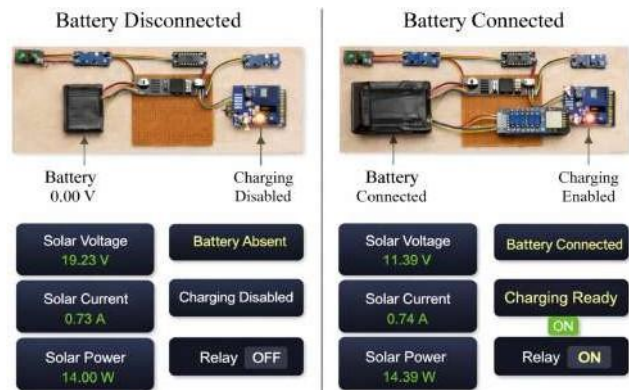 Battery Disconnected
Battery
0.00 V
Charging
Disabled
Solar Voltage
19.23 V
Battery Absent
Solar Current
0.73 A
Charging Disabled
Solar Power
14.00 W
Relay OFF
Battery Connected
Battery
Connected
Charging
Enabled
Solar Voltage
11.39 V
Battery Connected
Solar Current
0.74 A
Charging Ready
ON
Solar Power
14.39 W
Relay ON